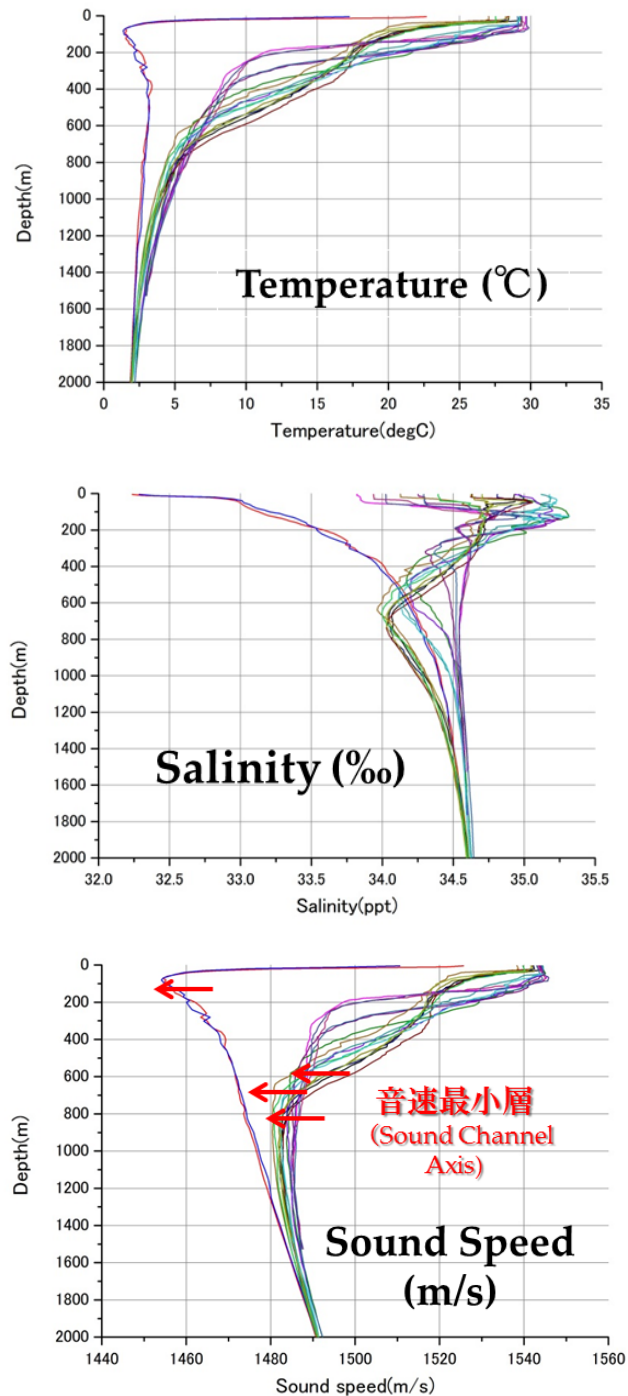 0
200
400
600
800
1000
1200
1400
1600
1800
2000
Depth(m)
Temperature (℃)
0 5 10 15 20 25 30 35
Temperature(degC)
0
200
400
600
800
1000
1200
1400
1600
1800
2000
Depth(m)
Salinity (‰)
32.0 32.5 33.0 33.5 34.0 34.5 35.0 35.5
Salinity(ppt)
0
200
400
600
800
1000
1200
1400
1600
1800
2000
Depth(m)
音速最小層
(Sound Channel
Axis)
Sound Speed
(m/s)
1440 1460 1480 1500 1520 1540 1560
Sound speed(m/s)